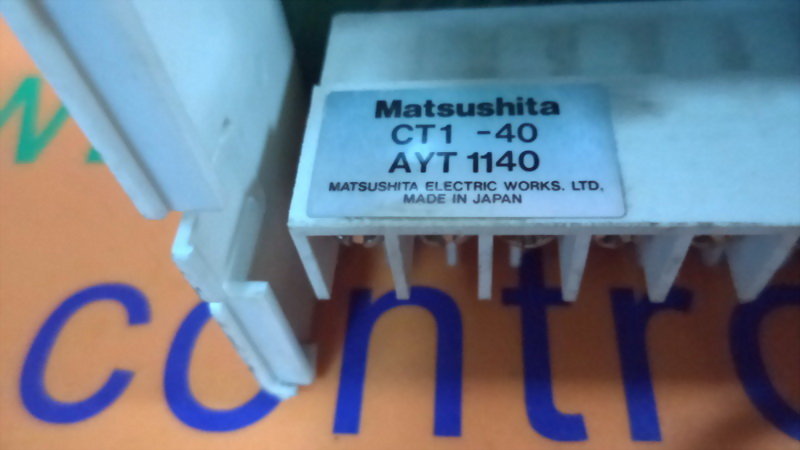 Matsushita
CT1 -40
AYT 1140
MATSUSHITA ELECTRIC WORKS. LTD.
MADE IN JAPAN
contro